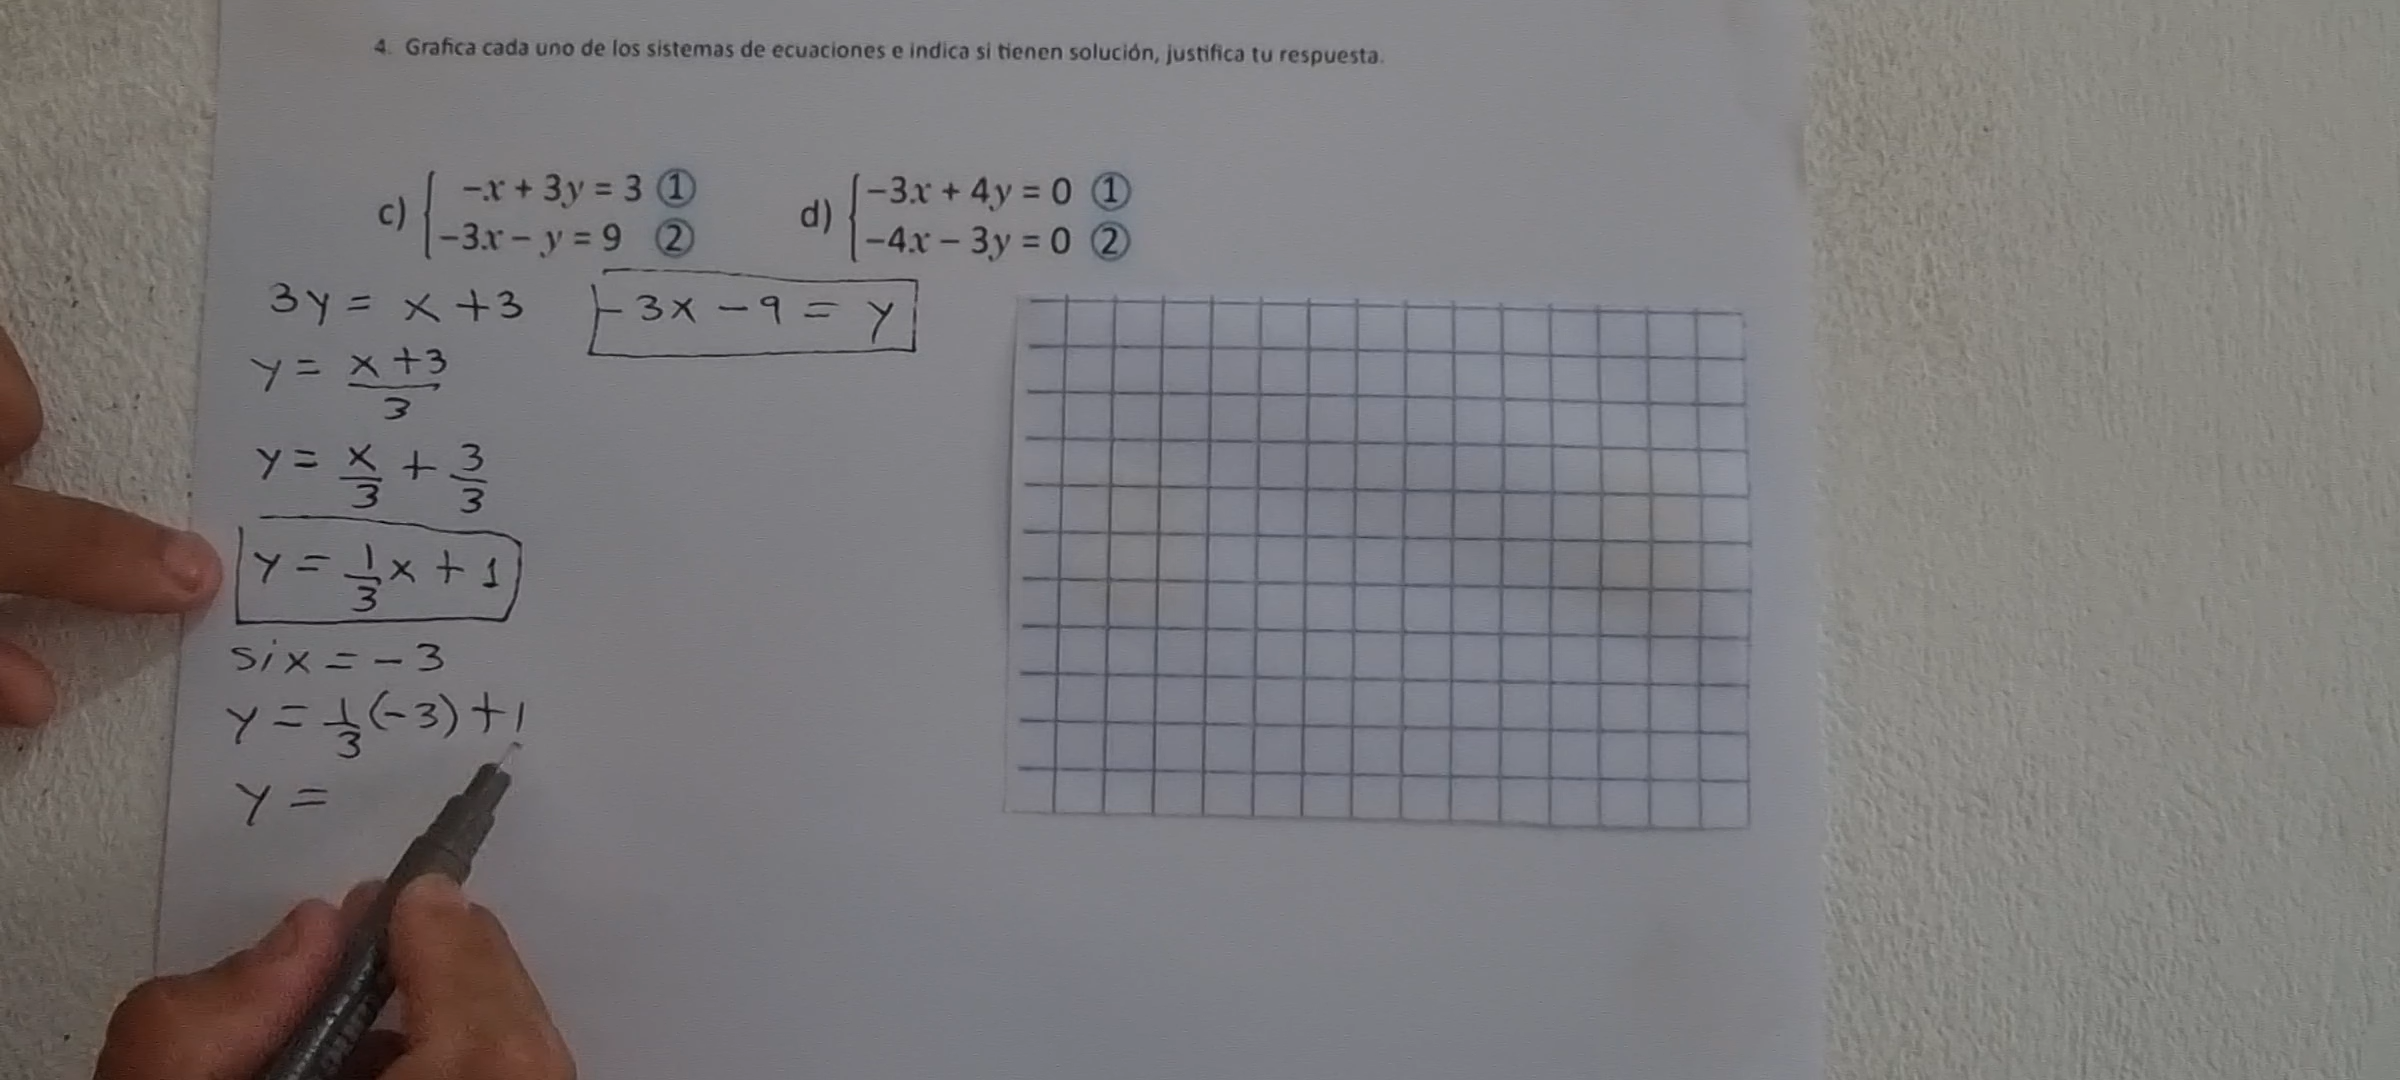 4. Grafica cada uno de los sistemas de ecuaciones e indica si tienen solución, justifica tu respuesta.
c) { -x + 3y = 3 ①
-3x - y = 9 ②
d) { -3x + 4y = 0 ①
-4x - 3y = 0 ②
3y = x + 3
-3x - 9 = y
y = x + 3 / 3
y = x/3 + 3/3
y = 1/3 x + 1
si x = -3
y = 1/3 (-3) + 1
y =